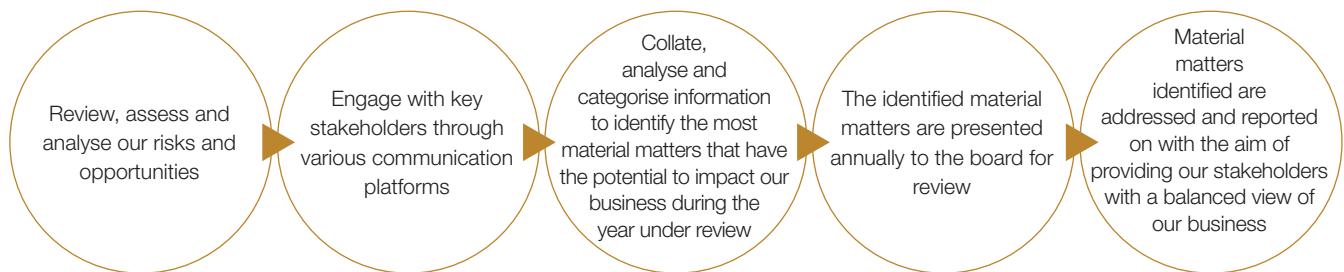 Review, assess and
analyse our risks and
opportunities
Engage with key
stakeholders through
various communication
platforms
Collate,
analyse and
categorise information
to identify the most
material matters that have
the potential to impact our
business during the
year under review
The identified material
matters are presented
annually to the board for
review
Material
matters
identified are
addressed and reported
on with the aim of
providing our stakeholders
with a balanced view of
our business